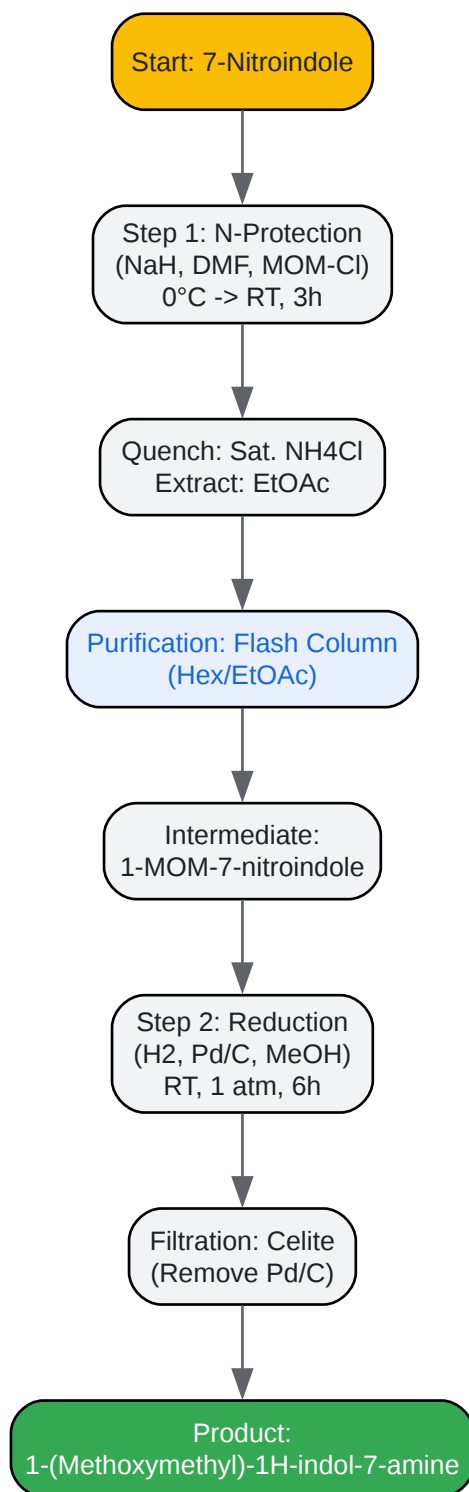 Start: 7-Nitroindole
Step 1: N-Protection
(NaH, DMF, MOM-Cl)
0°C -> RT, 3h
Quench: Sat. NH4Cl
Extract: EtOAc
Purification: Flash Column
(Hex/EtOAc)
Intermediate:
1-MOM-7-nitroindole
Step 2: Reduction
(H2, Pd/C, MeOH)
RT, 1 atm, 6h
Filtration: Celite
(Remove Pd/C)
Product:
1-(Methoxymethyl)-1H-indol-7-amine